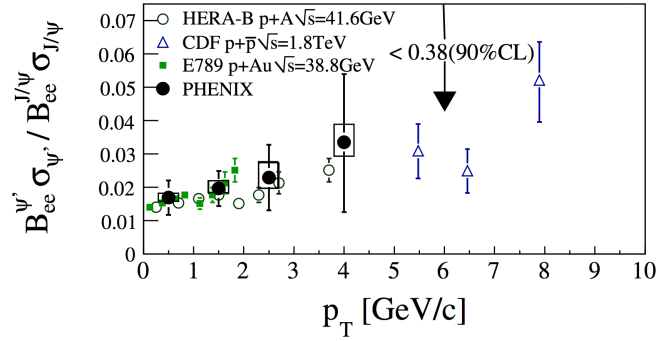 0.07
0.06
0.05
0.04
0.03
0.02
0.01
0
B^ψ'_ee σ_ψ' / B^J/ψ_ee σ_J/ψ
HERA-B p+A√s=41.6GeV
CDF p+p̅√s=1.8TeV
E789 p+Au√s=38.8GeV
PHENIX
< 0.38(90%CL)
0 1 2 3 4 5 6 7 8 9 10
p_T [GeV/c]